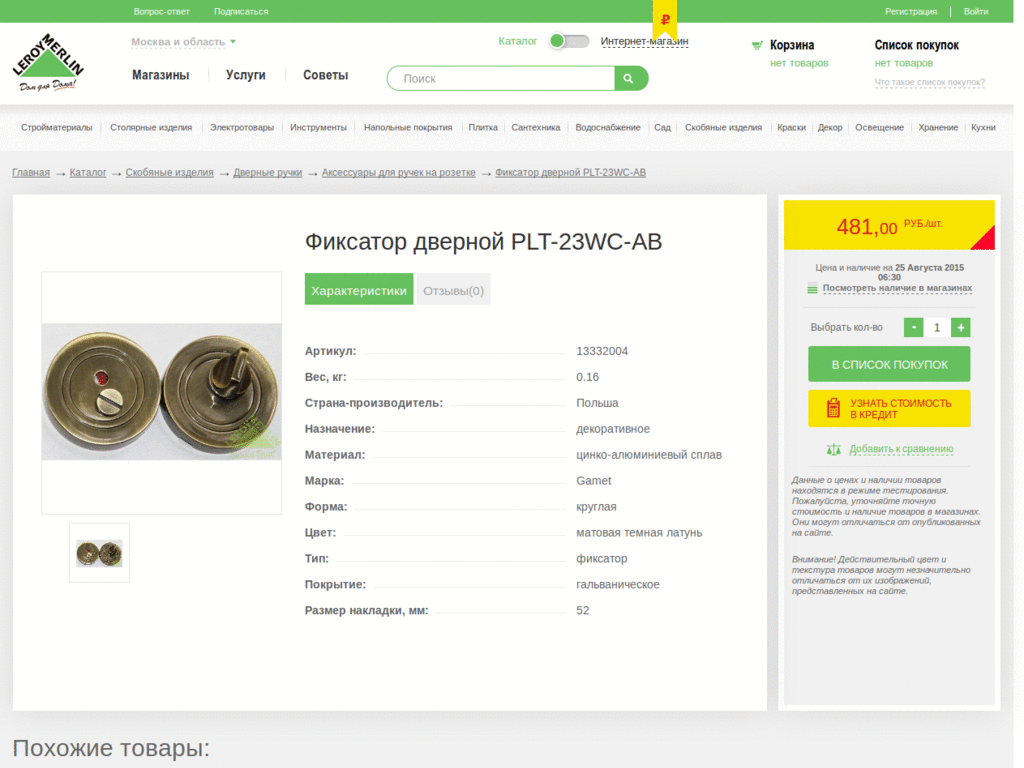 Вопрос-ответ Подписаться Регистрация Войти
₽
LEROY MERLIN
Дом для Дома!
Москва и область
Каталог Интернет-магазин
Корзина
нет товаров
Список покупок
нет товаров
Что такое список покупок?
Магазины Услуги Советы
Поиск
Стройматериалы Столярные изделия Электротовары Инструменты Напольные покрытия Плитка Сантехника Водоснабжение Сад Скобяные изделия Краски Декор Освещение Хранение Кухни
Главная → Каталог → Скобяные изделия → Дверные ручки → Аксессуары для ручек на розетке → Фиксатор дверной PLT-23WC-AB
Фиксатор дверной PLT-23WC-AB
Характеристики Отзывы(0)
Артикул: 13332004
Вес, кг: 0.16
Страна-производитель: Польша
Назначение: декоративное
Материал: цинко-алюминиевый сплав
Марка: Gamet
Форма: круглая
Цвет: матовая темная латунь
Тип: фиксатор
Покрытие: гальваническое
Размер накладки, мм: 52
481,00 РУБ./шт.
Цена и наличие на 25 Августа 2015
06:30
Посмотреть наличие в магазинах
Выбрать кол-во - 1 +
В СПИСОК ПОКУПОК
УЗНАТЬ СТОИМОСТЬ
В КРЕДИТ
Добавить к сравнению
Данные о ценах и наличии товаров
находятся в режиме тестирования.
Пожалуйста, уточняйте точную
стоимость и наличие товаров в магазинах.
Они могут отличаться от опубликованных
на сайте.
Внимание! Действительный цвет и
текстура товаров могут незначительно
отличаться от их изображений,
представленных на сайте.
Похожие товары: